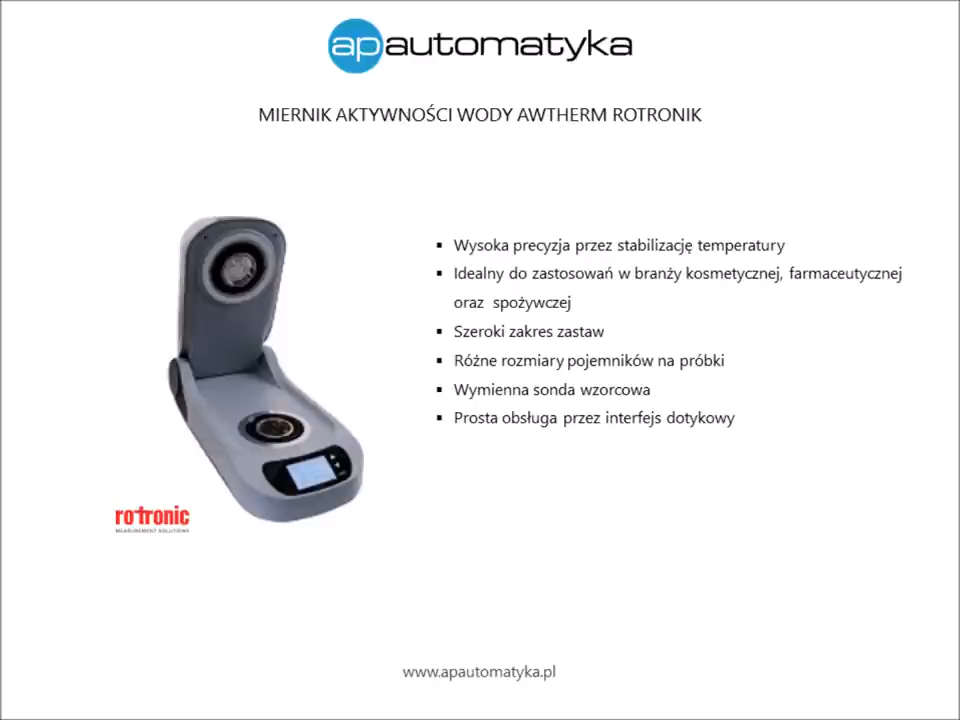 apautomatyka
MIERNIK AKTYWNOŚCI WODY AWTHERM ROTRONIK
▪ Wysoka precyzja przez stabilizację temperatury
▪ Idealny do zastosowań w branży kosmetycznej, farmaceutycznej
oraz spożywczej
▪ Szeroki zakres zastaw
▪ Różne rozmiary pojemników na próbki
▪ Wymienna sonda wzorcowa
▪ Prosta obsługa przez interfejs dotykowy
rotronic
MEASUREMENT SOLUTIONS
www.apautomatyka.pl